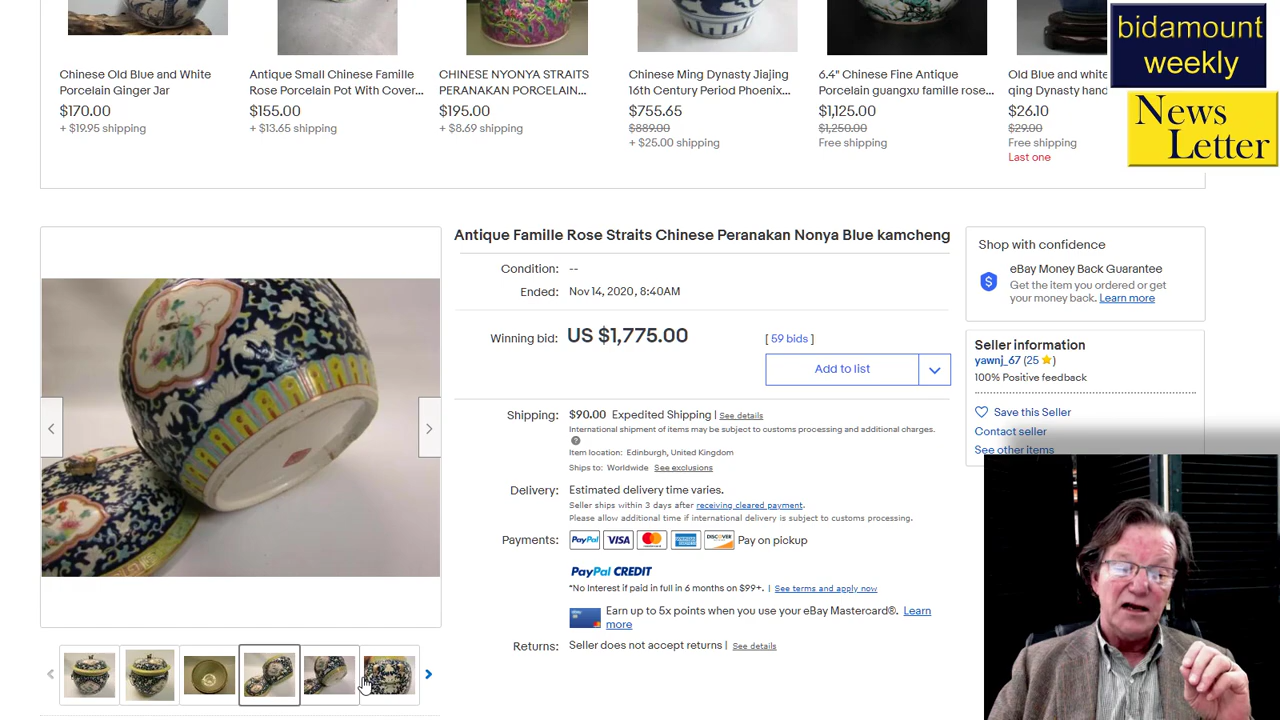 bidamount
weekly
News
Letter
Chinese Old Blue and White
Porcelain Ginger Jar
$170.00
+ $19.95 shipping
Antique Small Chinese Famille
Rose Porcelain Pot With Cover...
$155.00
+ $13.65 shipping
CHINESE NYONYA STRAITS
PERANAKAN PORCELAIN...
$195.00
+ $8.69 shipping
Chinese Ming Dynasty Jiajing
16th Century Period Phoenix...
$755.65
$889.00
+ $25.00 shipping
6.4" Chinese Fine Antique
Porcelain guangxu famille rose...
$1,125.00
$1,250.00
Free shipping
Old Blue and white
qing Dynasty hand
$26.10
$29.00
Free shipping
Last one
Antique Famille Rose Straits Chinese Peranakan Nonya Blue kamcheng
Condition: --
Ended: Nov 14, 2020, 8:40AM
Winning bid: US $1,775.00 [ 59 bids ]
Add to list
Shipping: $90.00 Expedited Shipping | See details
International shipment of items may be subject to customs processing and additional charges.
?
Item location: Edinburgh, United Kingdom
Ships to: Worldwide See exclusions
Delivery: Estimated delivery time varies.
Seller ships within 3 days after receiving cleared payment.
Please allow additional time if international delivery is subject to customs processing.
Payments: PayPal VISA DISCOVER Pay on pickup
PayPal CREDIT
*No Interest if paid in full in 6 months on $99+. | See terms and apply now
Earn up to 5x points when you use your eBay Mastercard®. Learn
more
Returns: Seller does not accept returns | See details
Shop with confidence
eBay Money Back Guarantee
Get the item you ordered or get
your money back. Learn more
Seller information
yawnj_67 (25 )
100% Positive feedback
Save this Seller
Contact seller
See other items